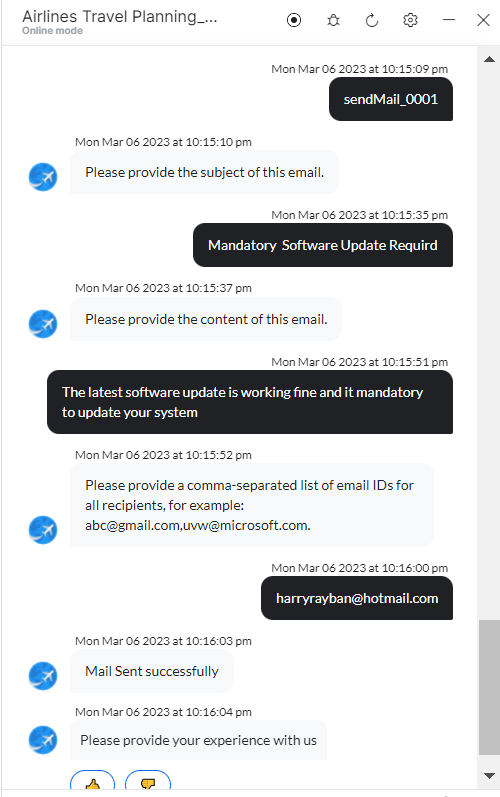 Airlines Travel Planning_...
Online mode
Mon Mar 06 2023 at 10:15:09 pm
sendMail_0001
Mon Mar 06 2023 at 10:15:10 pm
Please provide the subject of this email.
Mon Mar 06 2023 at 10:15:35 pm
Mandatory  Software Update Requird
Mon Mar 06 2023 at 10:15:37 pm
Please provide the content of this email.
Mon Mar 06 2023 at 10:15:51 pm
The latest software update is working fine and it mandatory
to update your system
Mon Mar 06 2023 at 10:15:52 pm
Please provide a comma-separated list of email IDs for
all recipients, for example:
abc@gmail.com,uvw@microsoft.com.
Mon Mar 06 2023 at 10:16:00 pm
harryrayban@hotmail.com
Mon Mar 06 2023 at 10:16:03 pm
Mail Sent successfully
Mon Mar 06 2023 at 10:16:04 pm
Please provide your experience with us